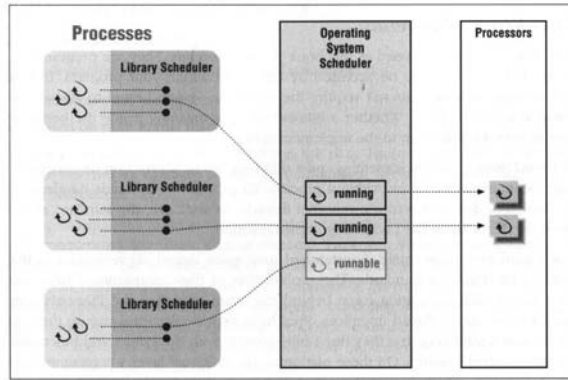 Processes
Library Scheduler
Library Scheduler
Library Scheduler
Operating
System
Scheduler
running
running
runnable
Processors